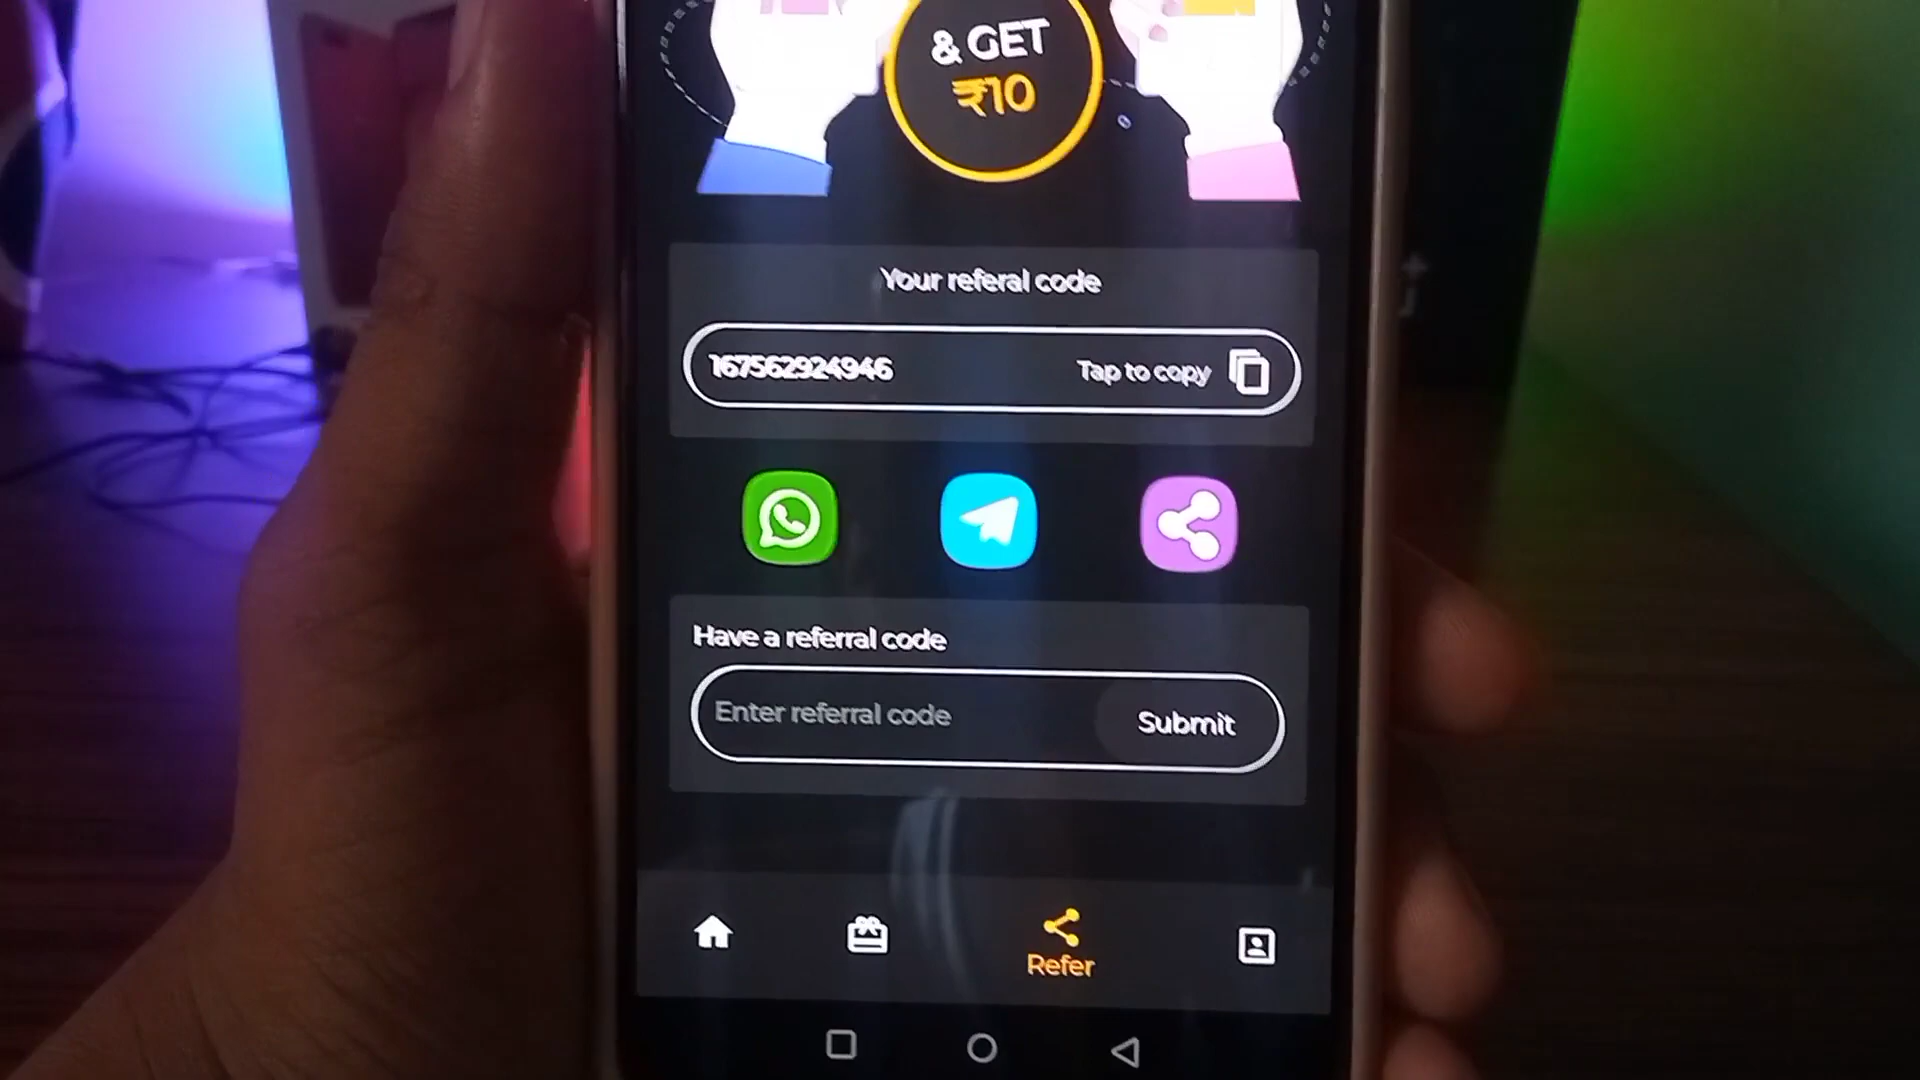 & GET
₹10
Your referal code
167562924946
Tap to copy
Have a referral code
Enter referral code
Submit
Refer